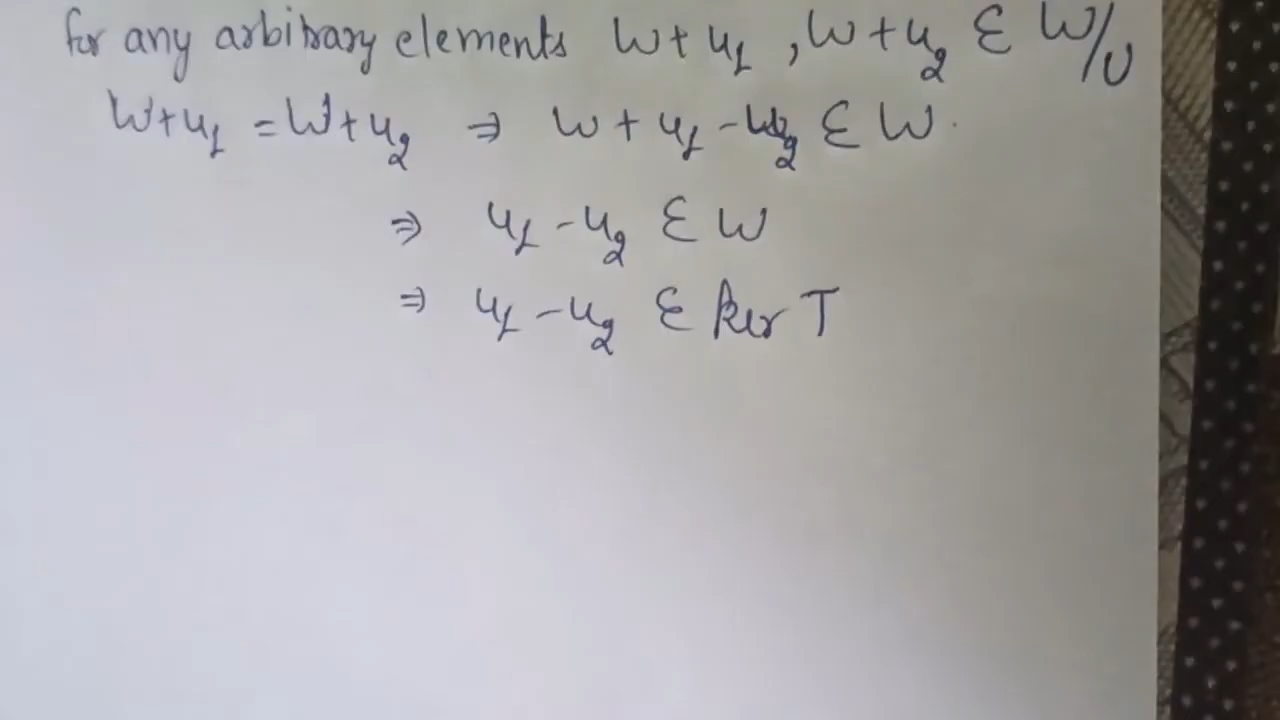 for any arbitrary elements W + u₁ , W + u₂ ∈ W/U
W+u₁ = W+u₂ ⇒ W + u₁ - u₂ ∈ W.
⇒ u₁ - u₂ ∈ W
⇒ u₁ - u₂ ∈ ker T